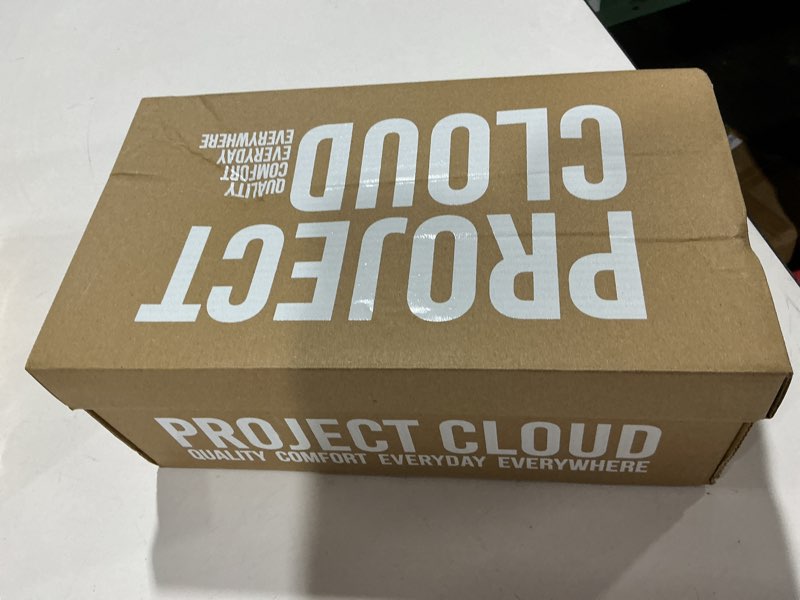 PROJECT
CLOUD
QUALITY
COMFORT
EVERYDAY
EVERYWHERE
PROJECT CLOUD
QUALITY COMFORT EVERYDAY EVERYWHERE